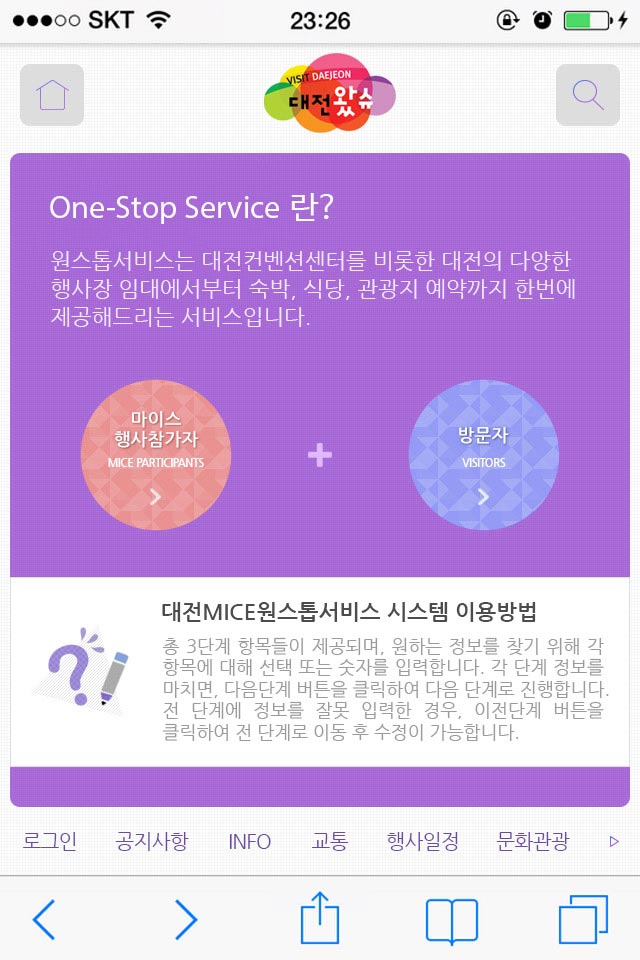 SKT
23:26
VISIT DAEJEON
대전왔슈
One-Stop Service 란?
원스톱서비스는 대전컨벤션센터를 비롯한 대전의 다양한
행사장 임대에서부터 숙박, 식당, 관광지 예약까지 한번에
제공해드리는 서비스입니다.
마이스
행사참가자
MICE PARTICIPANTS
+
방문자
VISITORS
대전MICE원스톱서비스 시스템 이용방법
총 3단계 항목들이 제공되며, 원하는 정보를 찾기 위해 각
항목에 대해 선택 또는 숫자를 입력합니다. 각 단계 정보를
마치면, 다음단계 버튼을 클릭하여 다음 단계로 진행합니다.
전 단계에 정보를 잘못 입력한 경우, 이전단계 버튼을
클릭하여 전 단계로 이동 후 수정이 가능합니다.
로그인 공지사항 INFO 교통 행사일정 문화관광